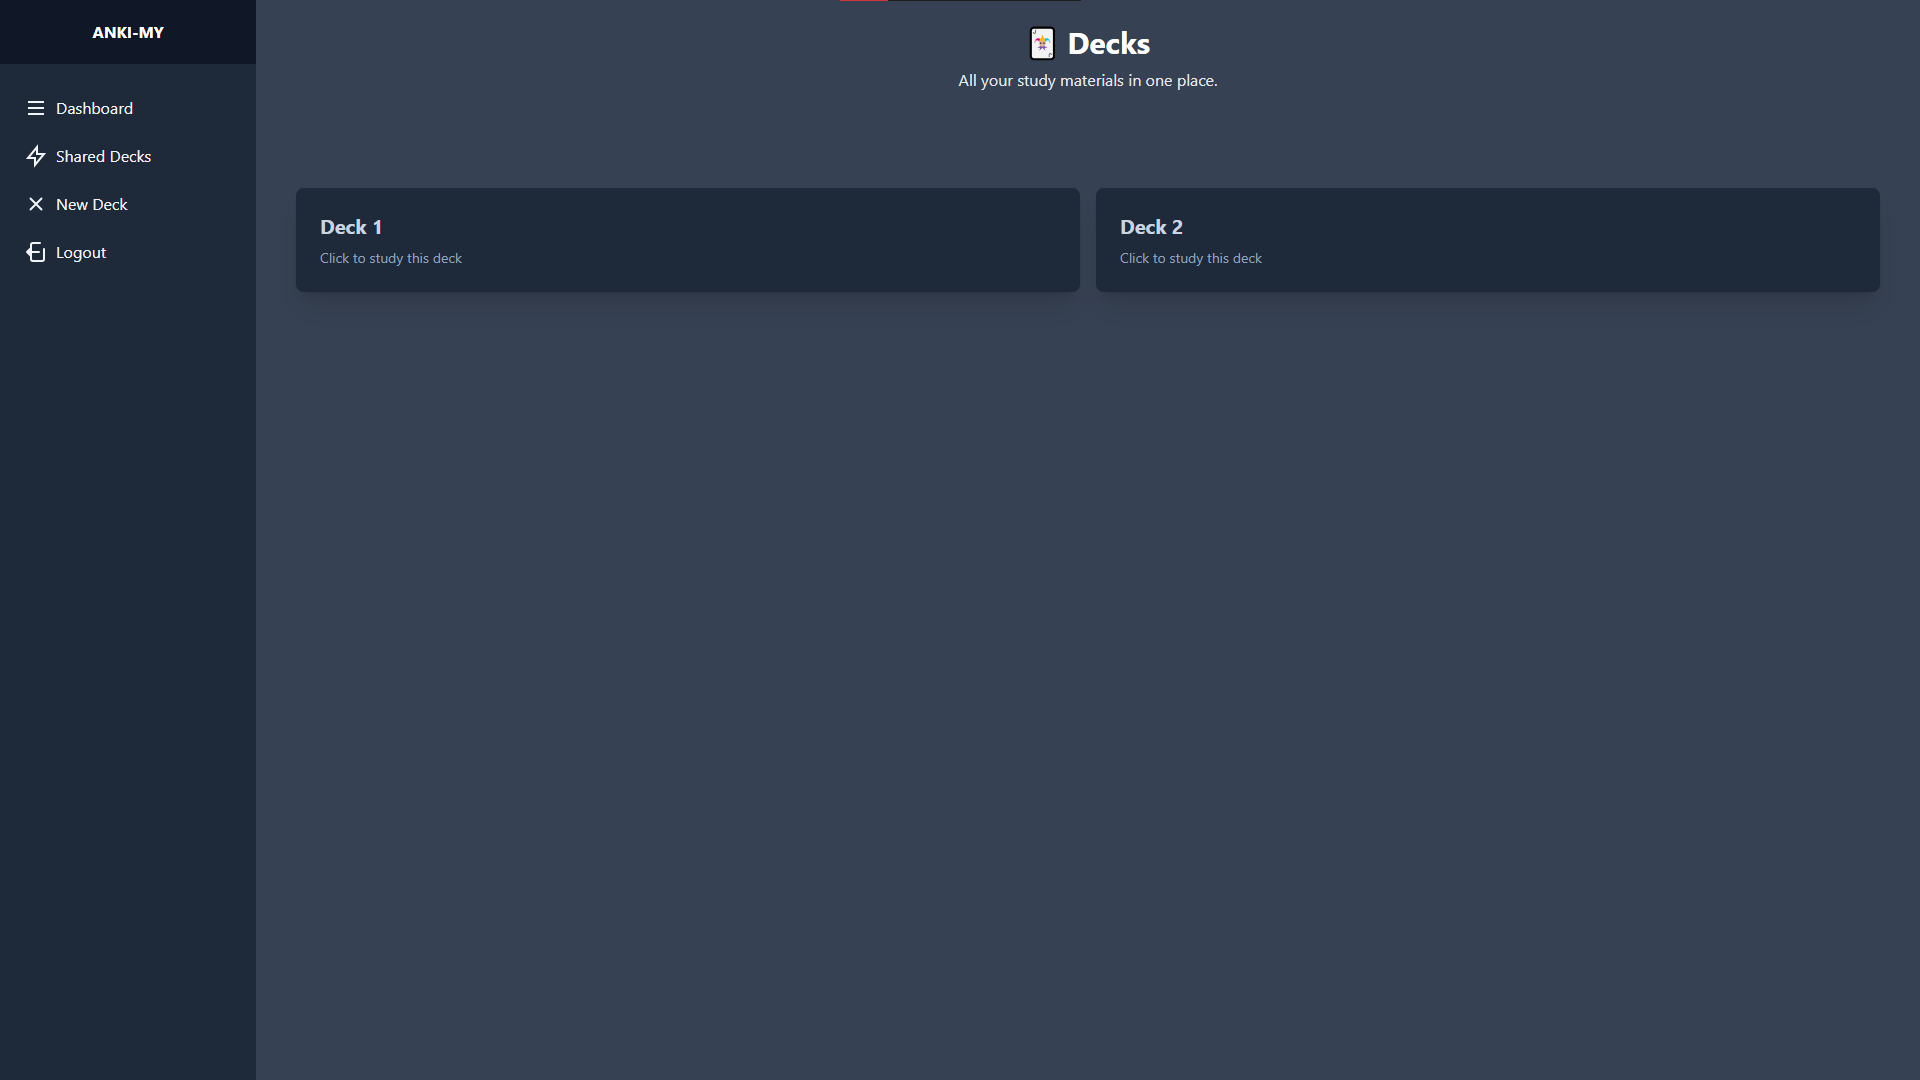 ANKI-MY
Dashboard
Shared Decks
New Deck
Logout
🃏 Decks
All your study materials in one place.
Deck 1
Click to study this deck
Deck 2
Click to study this deck